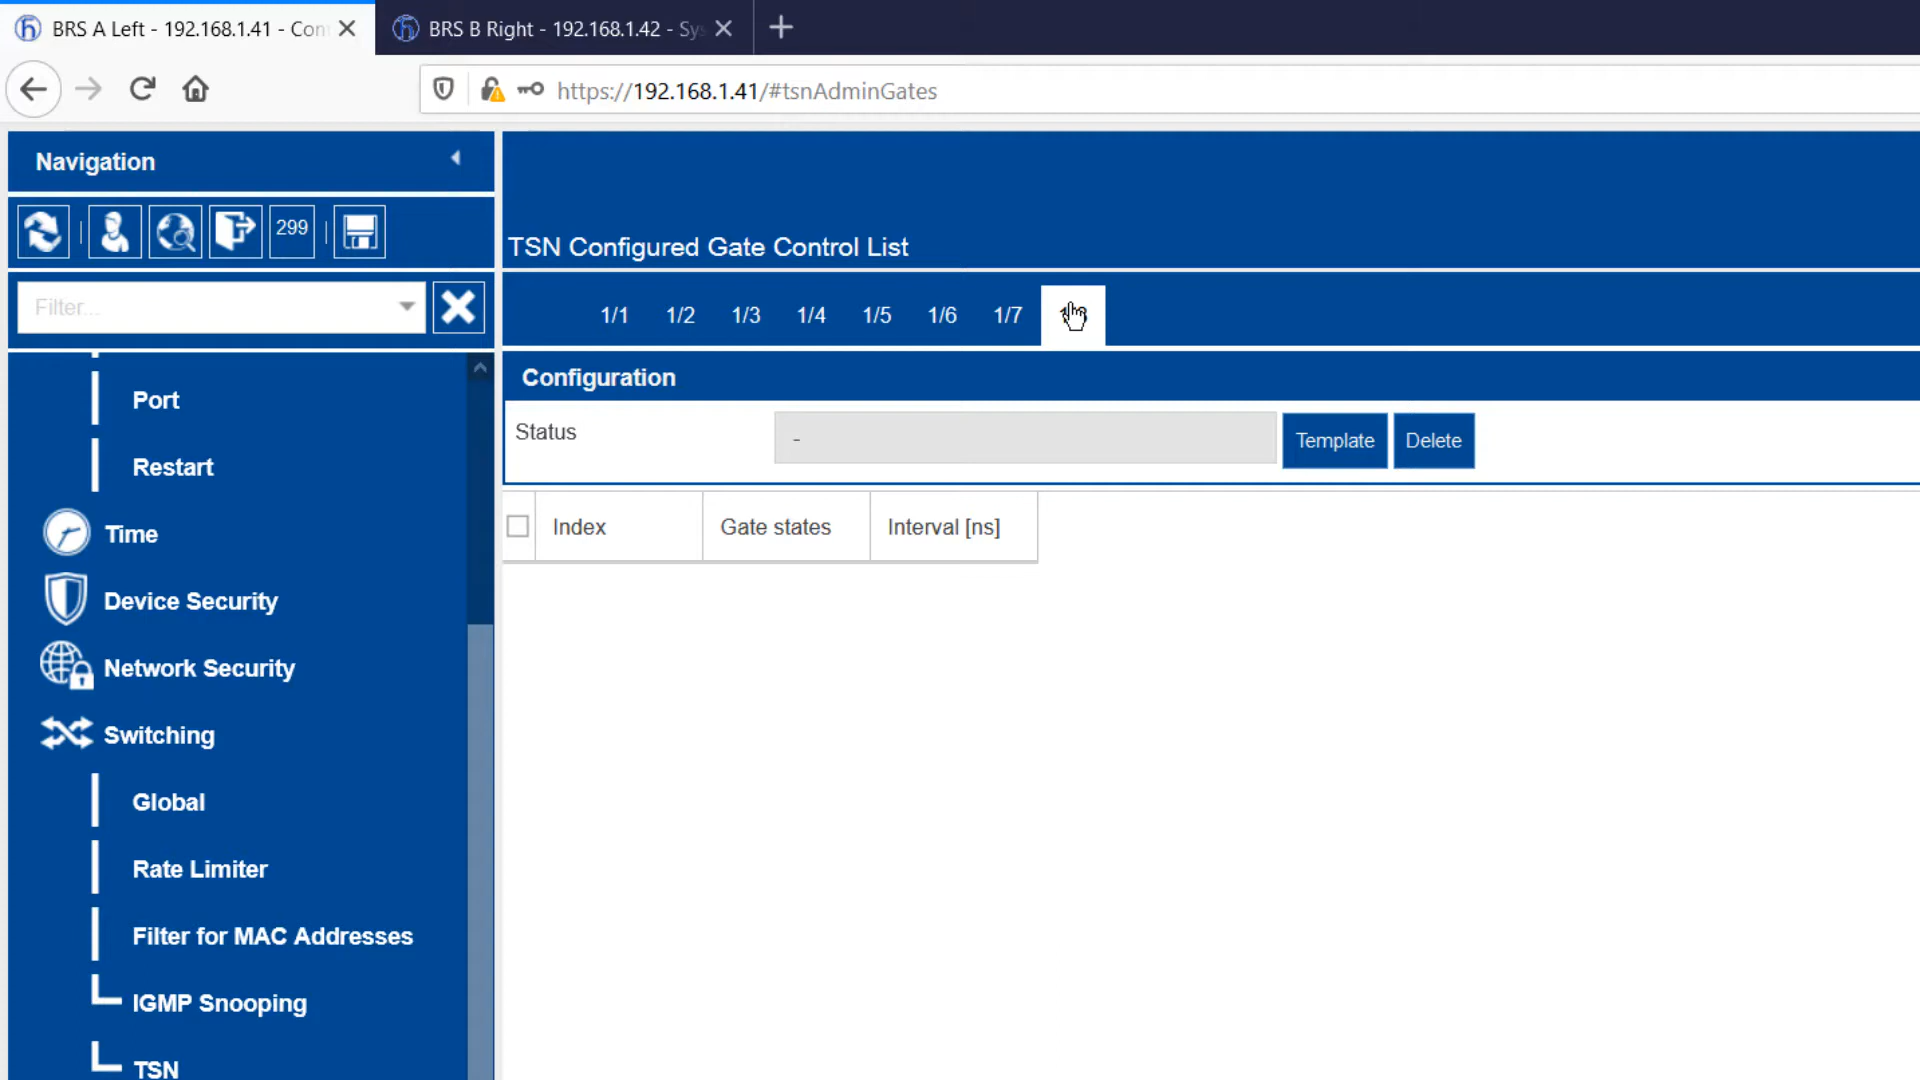 BRS A Left - 192.168.1.41 - Con
BRS B Right - 192.168.1.42 - Sys
https://192.168.1.41/#tsnAdminGates
Navigation
299
Filter...
Port
Restart
Time
Device Security
Network Security
Switching
Global
Rate Limiter
Filter for MAC Addresses
IGMP Snooping
TSN
TSN Configured Gate Control List
1/1 1/2 1/3 1/4 1/5 1/6 1/7
Configuration
Status - Template Delete
Index Gate states Interval [ns]